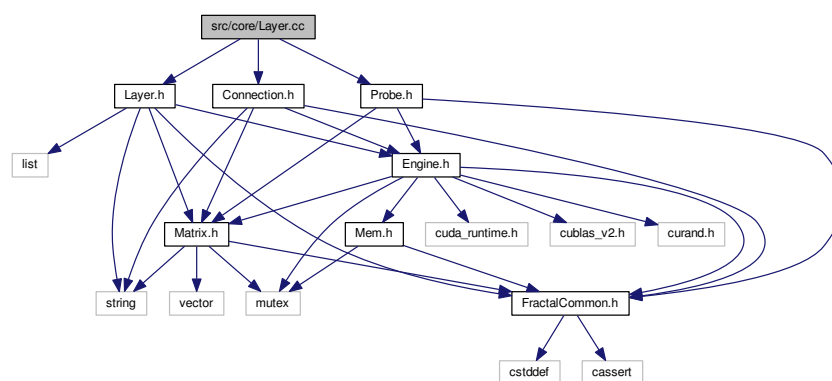 src/core/Layer.cc
Layer.h
Connection.h
Probe.h
list
Engine.h
Matrix.h
Mem.h
cuda_runtime.h
cublas_v2.h
curand.h
string
vector
mutex
FractalCommon.h
cstddef
cassert